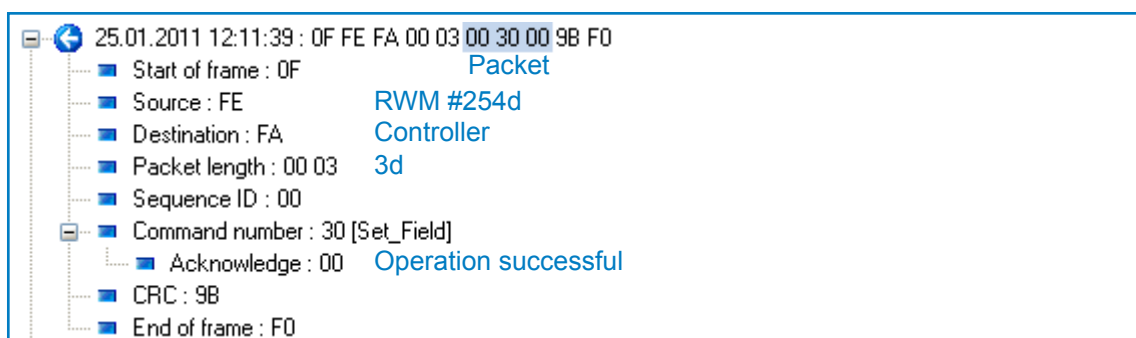 25.01.2011 12:11:39 : 0F FE FA 00 03 00 30 00 9B F0
Start of frame : 0F Packet
Source : FE RWM #254d
Destination : FA Controller
Packet length : 00 03 3d
Sequence ID : 00
Command number : 30 [Set_Field]
Acknowledge : 00 Operation successful
CRC : 9B
End of frame : F0